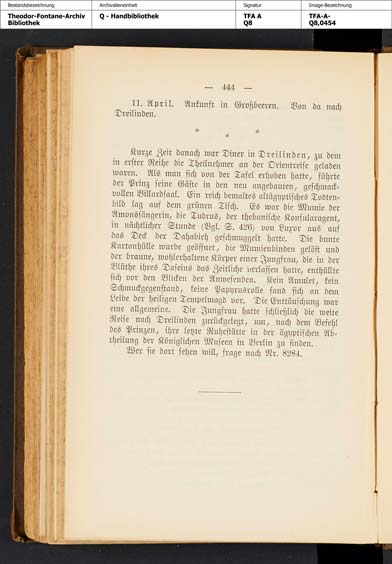 Bestandsbezeichnung
Archivalieneinheit
Signatur
Image-Bezeichnung
Theodor-Fontane-Archiv
Bibliothek
Q - Handbibliothek
TFA A
Q8
TFA-A-
Q8,0454
— 444 —
11. April. Ankunft in Großbeeren. Von da nach
Dreilinden.
* * *
Kurze Zeit danach war Diner in Dreilinden, zu dem
in erster Reihe die Theilnehmer an der Orientreise geladen
waren. Als man sich von der Tafel erhoben hatte, führte
der Prinz seine Gäste in den neu angebauten, geschmack-
vollen Billardsaal. Ein reich bemaltes altägyptisches Todten-
bild lag auf dem grünen Tisch. Es war die Mumie der
Amonssängerin, die Tudrus, der thebanische Konsularagent,
in nächtlicher Stunde (Vgl. S. 426) von Luxor aus auf
das Deck der Dahabieh geschmuggelt hatte. Die bunte
Kartonhülle wurde geöffnet, die Mumienbinden gelöst und
der braune, wohlerhaltene Körper einer Jungfrau, die in der
Blüthe ihres Daseins das Zeitliche verlassen hatte, enthüllte
sich vor den Blicken der Anwesenden. Kein Amulet, kein
Schmuckgegenstand, keine Papyrusrolle fand sich an dem
Leibe der heiligen Tempelmagd vor. Die Enttäuschung war
eine allgemeine. Die Jungfrau hatte schließlich die weite
Reise nach Dreilinden zurückgelegt, um, nach dem Befehl
des Prinzen, ihre letzte Ruhestätte in der ägyptischen Ab-
theilung der Königlichen Museen in Berlin zu finden.
Wer sie dort sehen will, frage nach Nr. 8284.